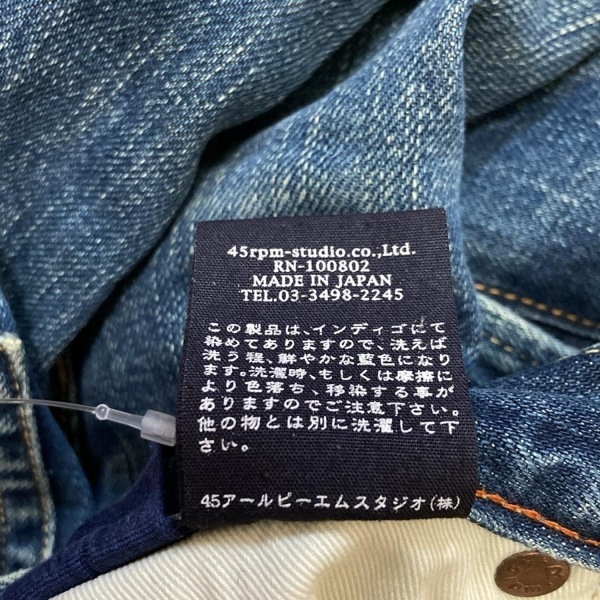 45rpm-studio.co.,Ltd.
RN-100802
MADE IN JAPAN
TEL.03-3498-2245
この製品は、インディゴにて
染めてありますので、洗えば
洗う程、鮮やかな藍色になり
ます。洗濯時、もしくは摩擦に
より色落ち、移染する事が
ありますのでご注意下さい。
他の物とは別に洗濯して下
さい。
45アールピーエムスタジオ(株)